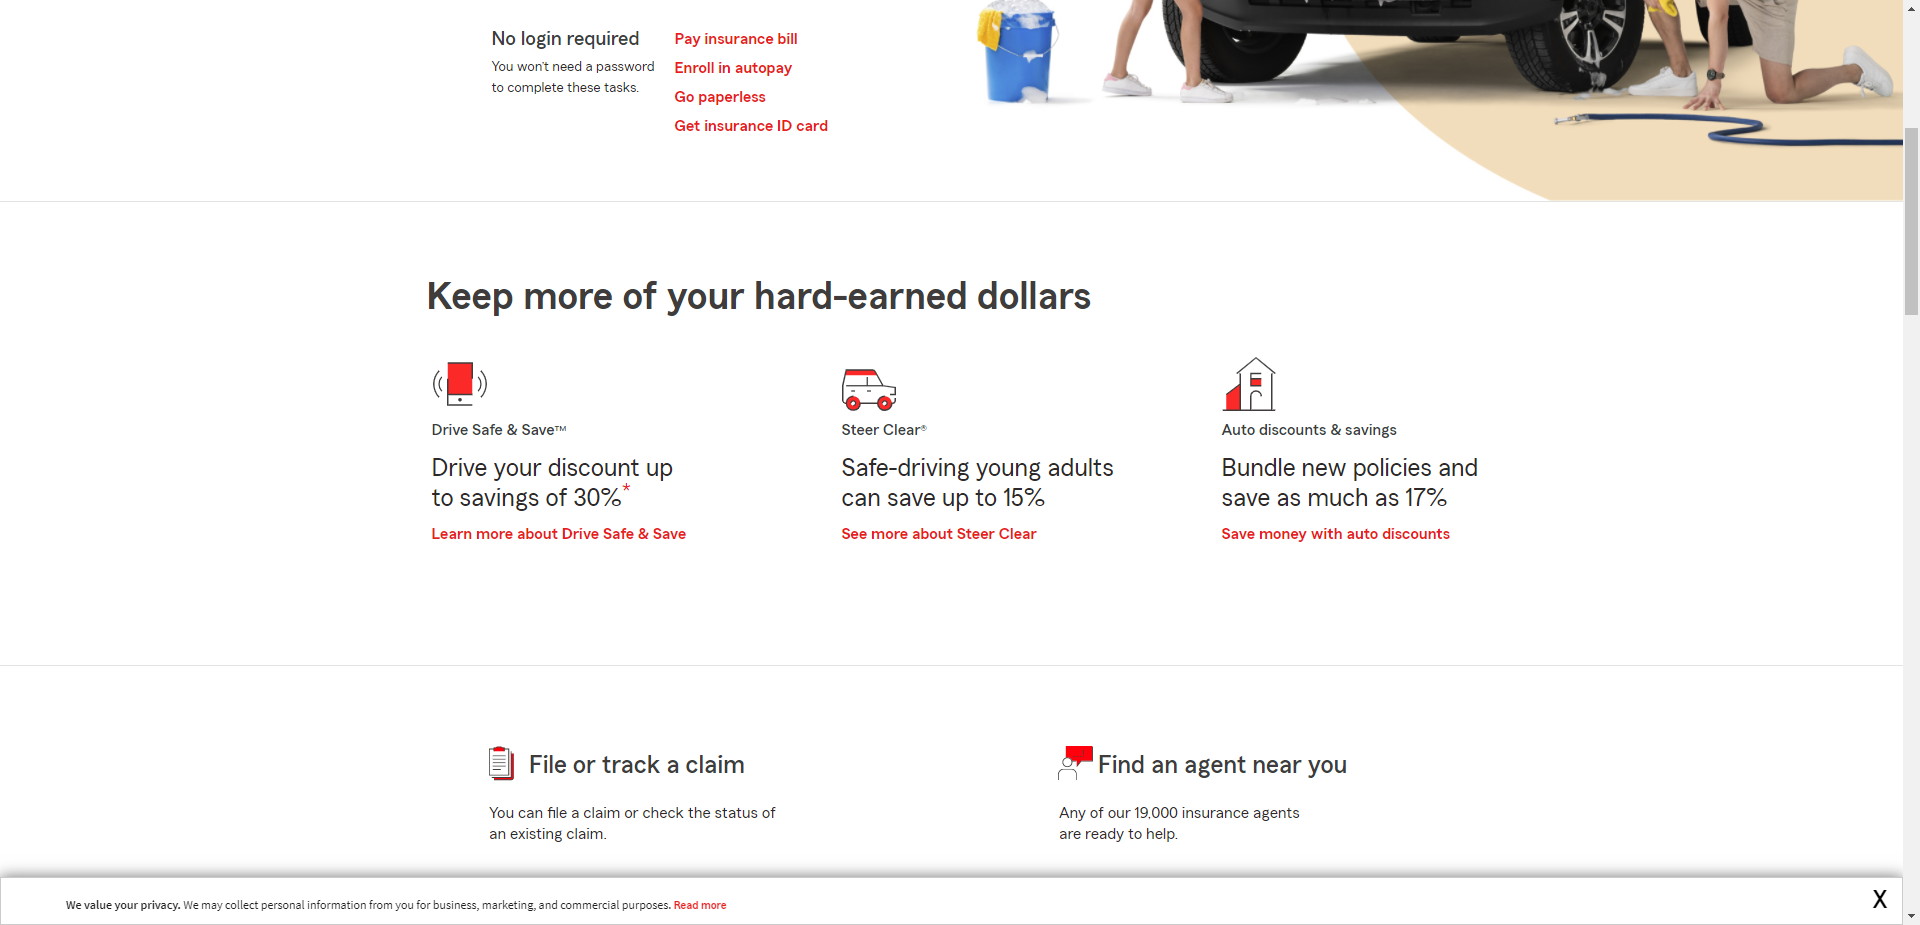 No login required
You won't need a password
to complete these tasks.
Pay insurance bill
Enroll in autopay
Go paperless
Get insurance ID card
Keep more of your hard-earned dollars
Drive Safe & Save™
Drive your discount up
to savings of 30%*
Learn more about Drive Safe & Save
Steer Clear®
Safe-driving young adults
can save up to 15%
See more about Steer Clear
Auto discounts & savings
Bundle new policies and
save as much as 17%
Save money with auto discounts
File or track a claim
You can file a claim or check the status of
an existing claim.
Find an agent near you
Any of our 19,000 insurance agents
are ready to help.
We value your privacy. We may collect personal information from you for business, marketing, and commercial purposes. Read more
X